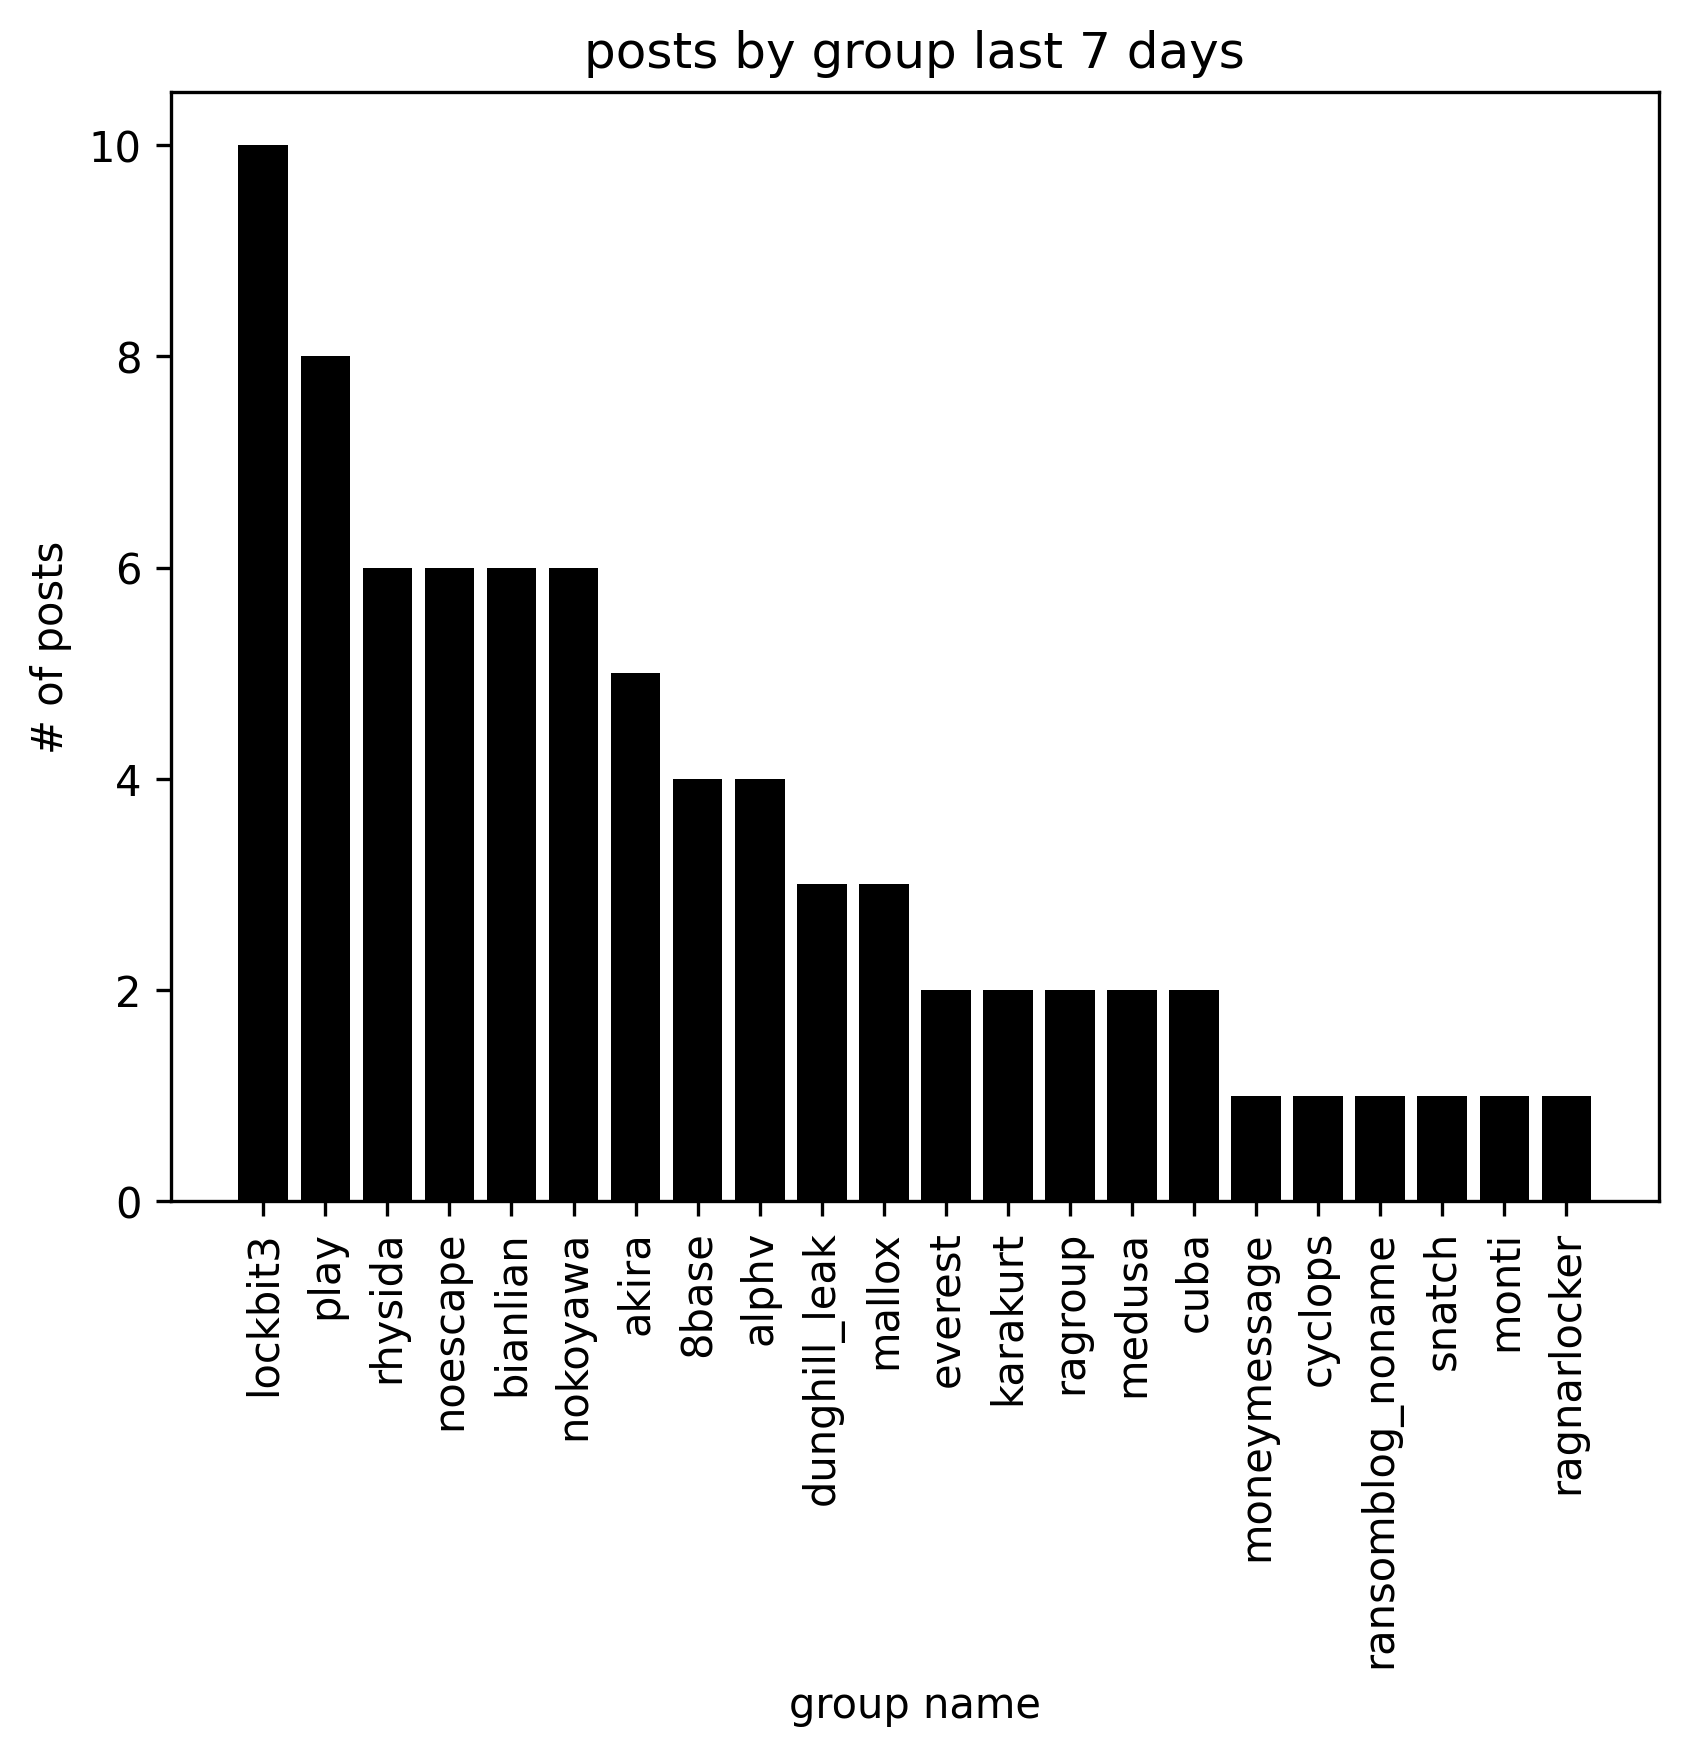 posts by group last 7 days
# of posts
10
8
6
4
2
0
lockbit3
play
rhysida
noescape
bianlian
nokoyawa
akira
8base
alphv
dunghill_leak
mallox
everest
karakurt
ragroup
medusa
cuba
moneymessage
cyclops
ransomblog_noname
snatch
monti
ragnarlocker
group name